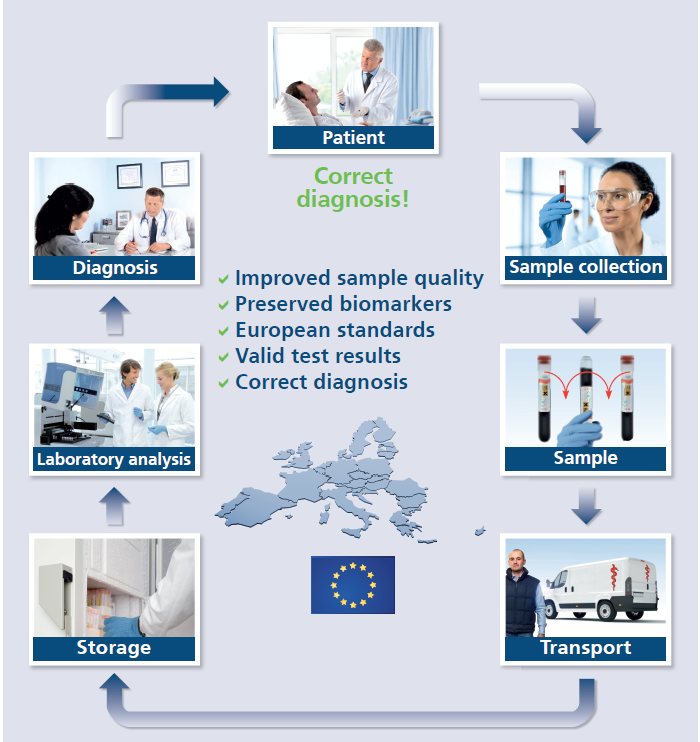 Patient
Correct
diagnosis!
Diagnosis
Sample collection
Improved sample quality
Preserved biomarkers
European standards
Valid test results
Correct diagnosis
Laboratory analysis
Sample
Storage
Transport